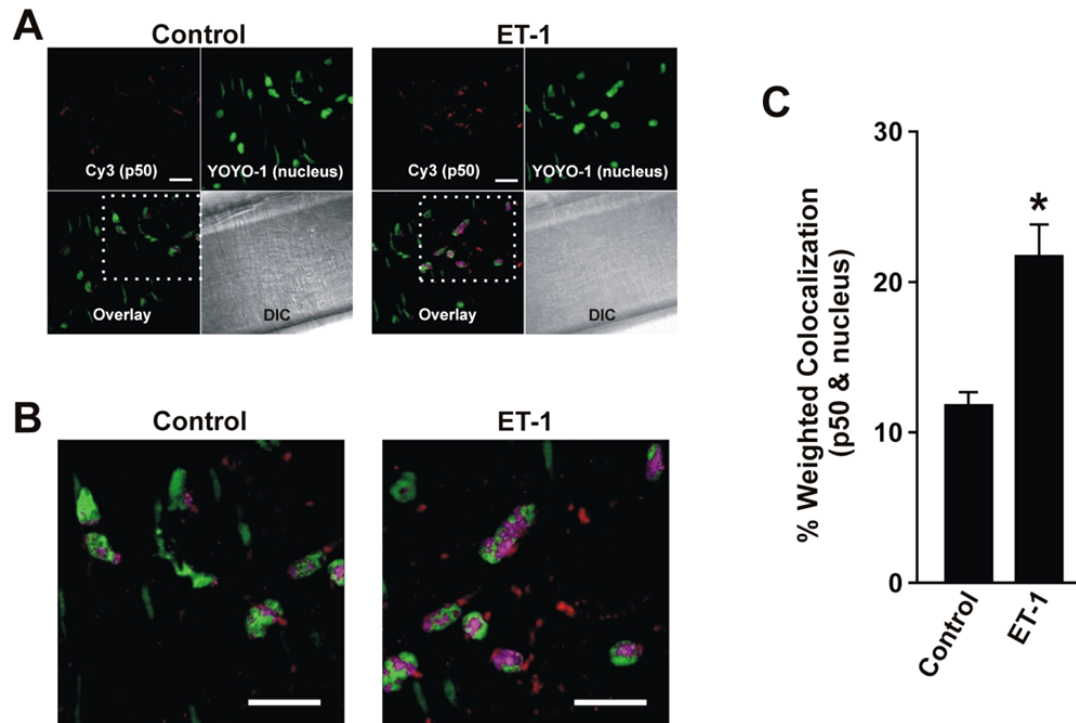 A
Control
ET-1
Cy3 (p50)
YOYO-1 (nucleus)
Cy3 (p50)
YOYO-1 (nucleus)
Overlay
DIC
Overlay
DIC
B
Control
ET-1
C
% Weighted Colocalization
(p50 & nucleus)
30
20
10
0
*
Control
ET-1